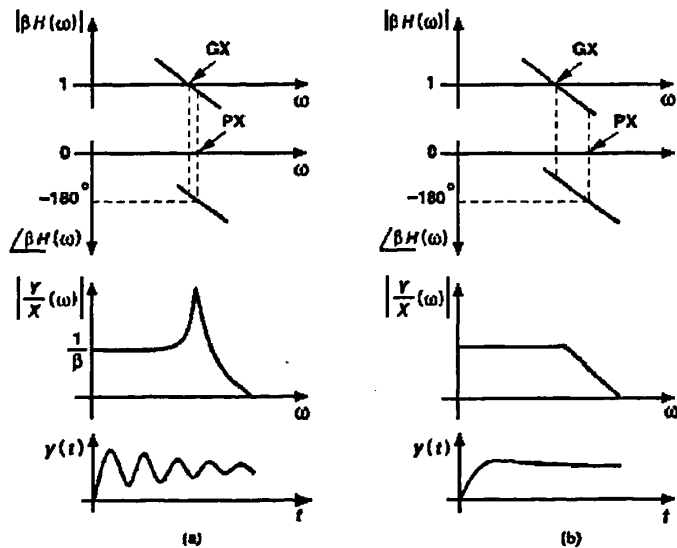 |βH(ω)|
GX
1
ω
PX
0
ω
−180°
∠βH(ω)
|Y/X (ω)|
1/β
ω
y(t)
t
(a)
|βH(ω)|
GX
1
ω
PX
0
ω
−180°
∠βH(ω)
|Y/X (ω)|
ω
y(t)
t
(b)